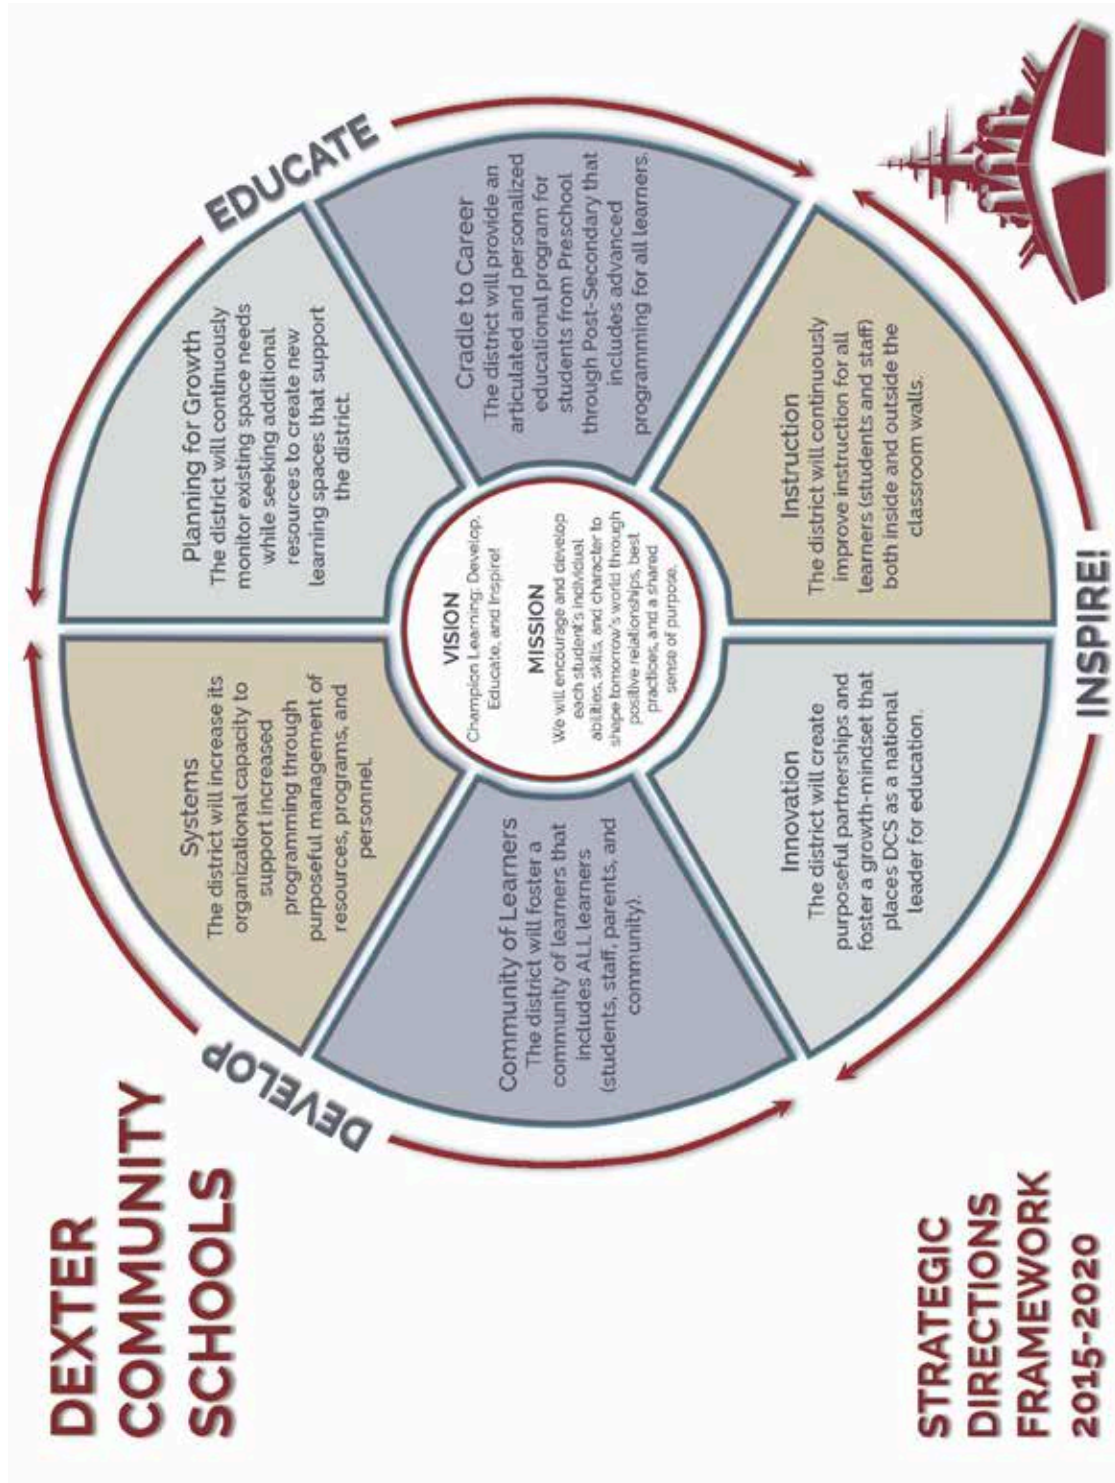 DEXTER
COMMUNITY
SCHOOLS
DEVELOP
EDUCATE
INSPIRE!
Systems
The district will increase its
organizational capacity to
support increased
programming through
purposeful management of
resources, programs, and
personnel.
Planning for Growth
The district will continuously
monitor existing space needs
while seeking additional
resources to create new
learning spaces that support
the district.
Community of Learners
The district will foster a
community of learners that
includes ALL learners
(students, staff, parents, and
community).
VISION
Champion Learning; Develop,
Educate, and Inspire!
MISSION
We will encourage and develop
each student's individual
abilities, skills, and character to
shape tomorrow's world through
positive relationships, best
practices, and a shared
sense of purpose.
Cradle to Career
The district will provide an
articulated and personalized
educational program for
students from Preschool
through Post-Secondary that
includes advanced
programming for all learners.
Innovation
The district will create
purposeful partnerships and
foster a growth-mindset that
places DCS as a national
leader for education.
Instruction
The district will continuously
improve instruction for all
learners (students and staff)
both inside and outside the
classroom walls.
STRATEGIC
DIRECTIONS
FRAMEWORK
2015-2020